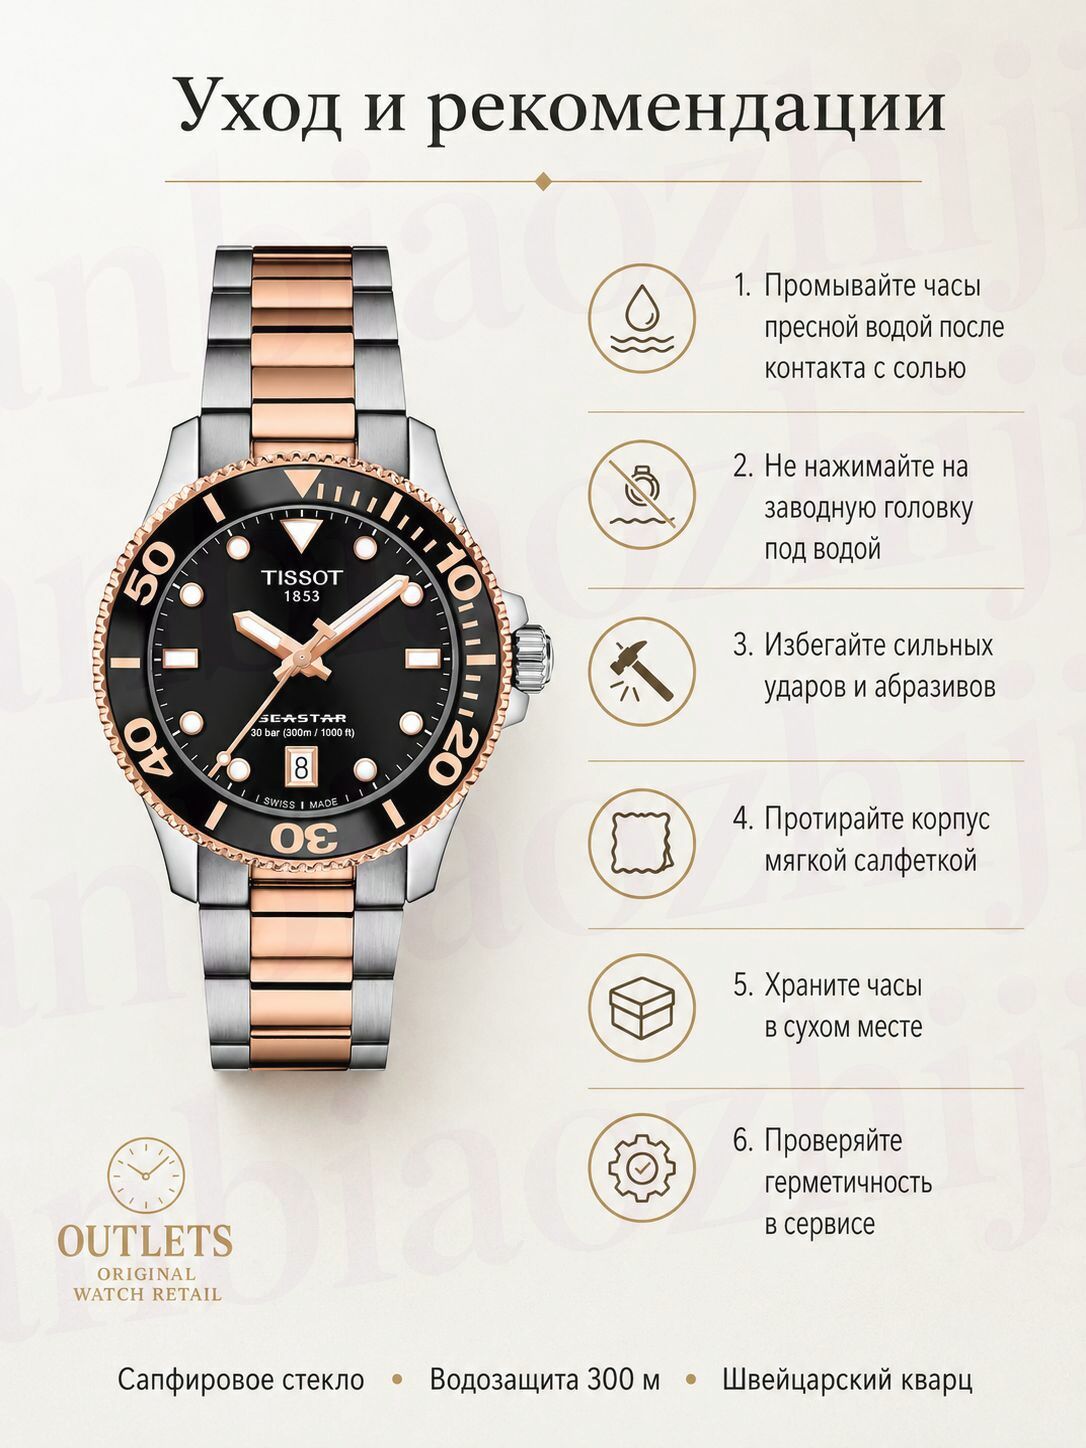 Уход и рекомендации
1. Промывайте часы
пресной водой после
контакта с солью
2. Не нажимайте на
заводную головку
под водой
3. Избегайте сильных
ударов и абразивов
4. Протирайте корпус
мягкой салфеткой
5. Храните часы
в сухом месте
6. Проверяйте
герметичность
в сервисе
10
20
30
40
50
TISSOT
1853
SEASTAR
30 bar (300m / 1000 ft)
8
SWISS MADE
OUTLETS
ORIGINAL
WATCH RETAIL
Сапфировое стекло • Водозащита 300 м • Швейцарский кварц